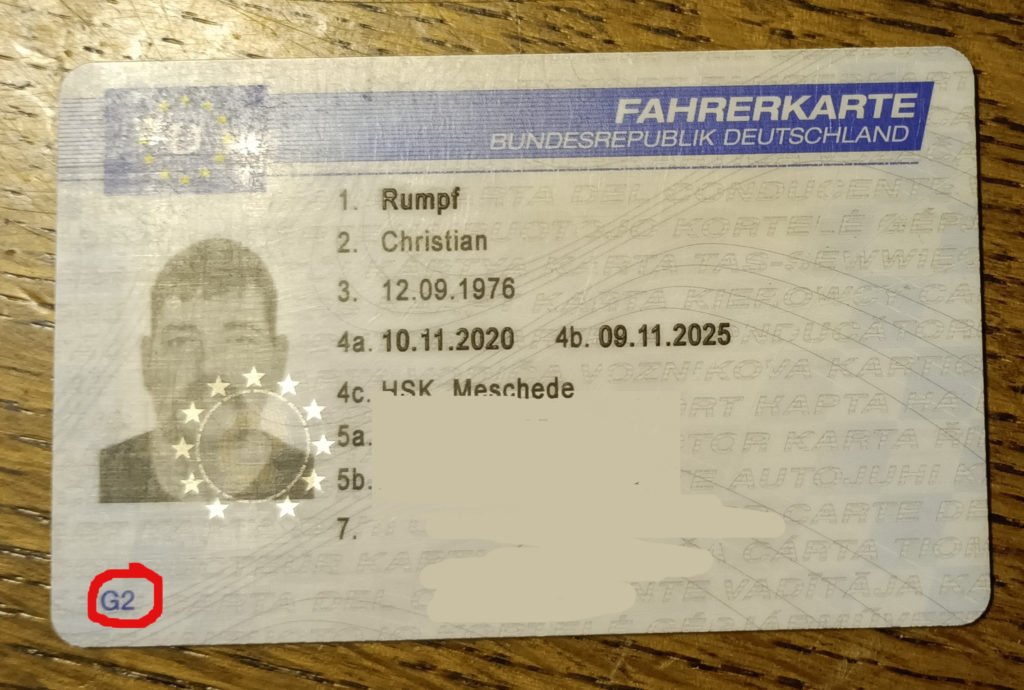 D
FAHRERKARTE
BUNDESREPUBLIK DEUTSCHLAND
1. Rumpf
2. Christian
3. 12.09.1976
4a. 10.11.2020 4b. 09.11.2025
4c. HSK Meschede
5a.
5b.
7.
G2